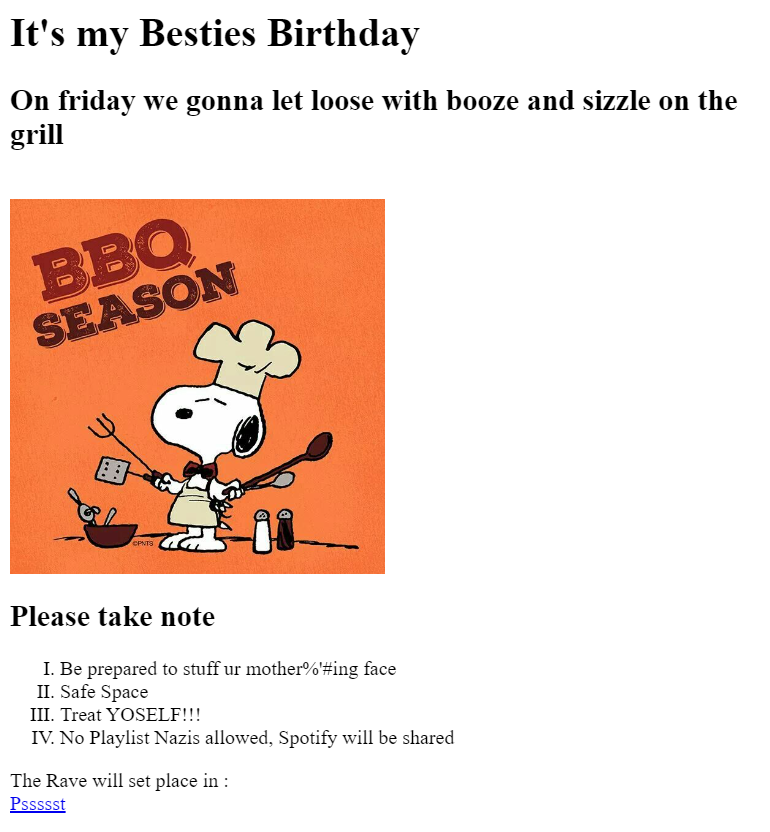 It's my Besties Birthday
On friday we gonna let loose with booze and sizzle on the
grill
BBQ
SEASON
©PNTS
Please take note
I. Be prepared to stuff ur mother%'#ing face
II. Safe Space
III. Treat YOSELF!!!
IV. No Playlist Nazis allowed, Spotify will be shared
The Rave will set place in :
Pssssst